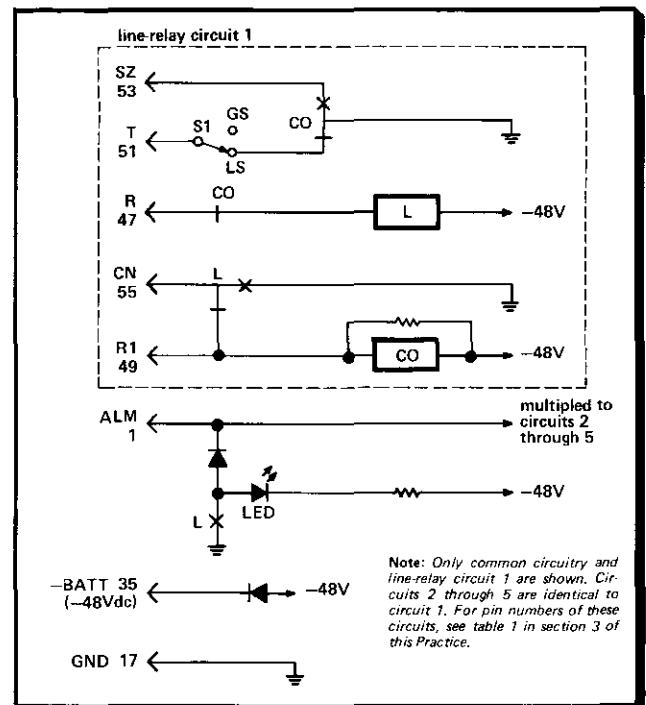 line-relay circuit 1
SZ
53
GS
CO
T
51
S1
LS
R
47
CO
L
−48V
CN
55
L
R1
49
CO
−48V
ALM
1
multipled to
circuits 2
through 5
LED
−48V
L
−BATT 35
(−48Vdc)
−48V
Note: Only common circuitry and
line-relay circuit 1 are shown. Cir-
cuits 2 through 5 are identical to
circuit 1. For pin numbers of these
circuits, see table 1 in section 3 of
this Practice.
GND 17